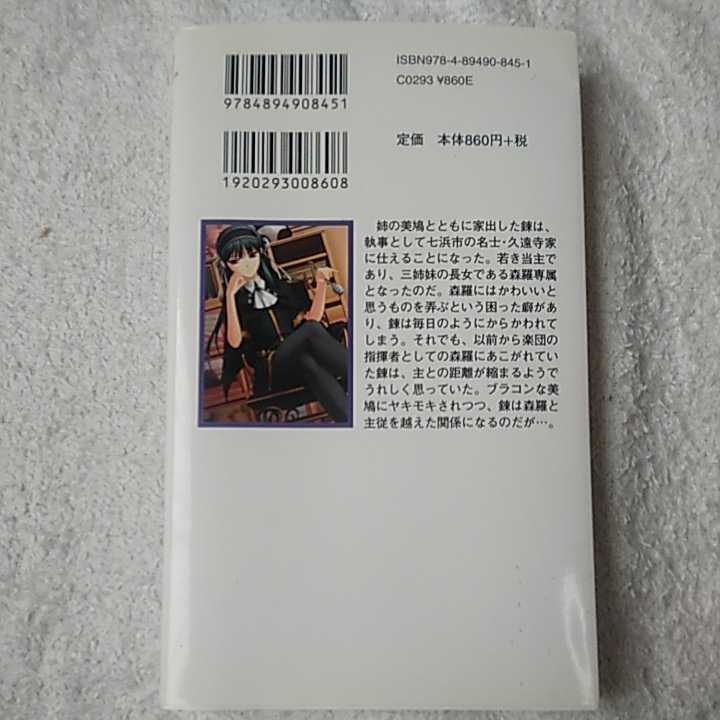 ISBN978-4-89490-845-1
C0293 ¥860E
9784894908451
定価 本体860円+税
1920293008608
姉の美鳩とともに家出した錬は、
執事として七浜市の名士・久遠寺家
に仕えることになった。若き当主で
あり、三姉妹の長女である森羅専属
となったのだ。森羅にはかわいいと
思うものを弄ぶという困った癖があ
り、錬は毎日のようにからかわれて
しまう。それでも、以前から楽団の
指揮者としての森羅にあこがれてい
た錬は、主との距離が縮まるようで
うれしく思っていた。ブラコンな美
鳩にヤキモキされつつ、錬は森羅と
主従を越えた関係になるのだが…。